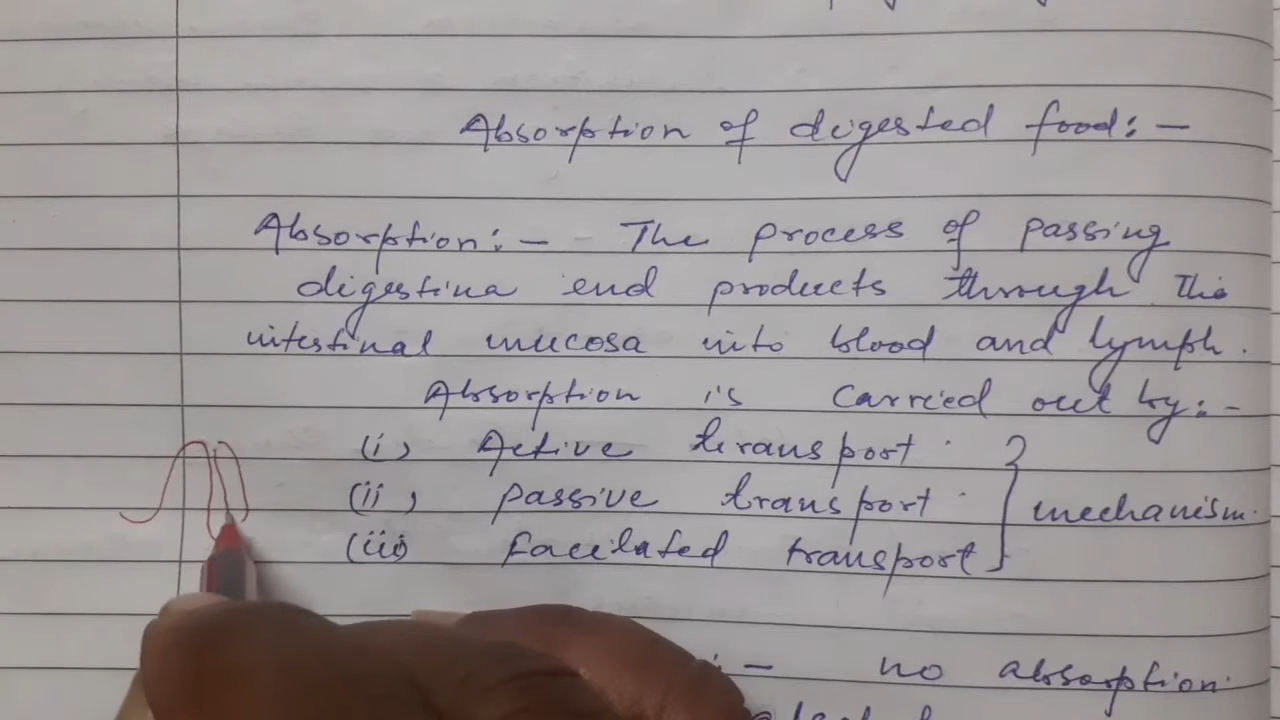 Absorption of digested food:-
Absorption:- - The process of passing
digestina end products through the
intestinal mucosa into blood and lymph.
Absorption is carried out by:-
(i) Active transport
(ii) passive transport
(iii) facilated transport
mechanism.
:- no absorption.